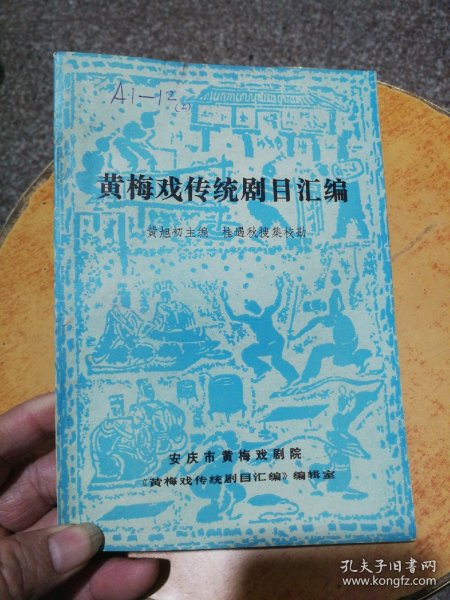 A1-12(2)
黄梅戏传统剧目汇编
黄旭初主编 桂遇秋搜集校勘
安庆市黄梅戏剧院
《黄梅戏传统剧目汇编》编辑室
孔夫子旧书网
www.kongfz.com